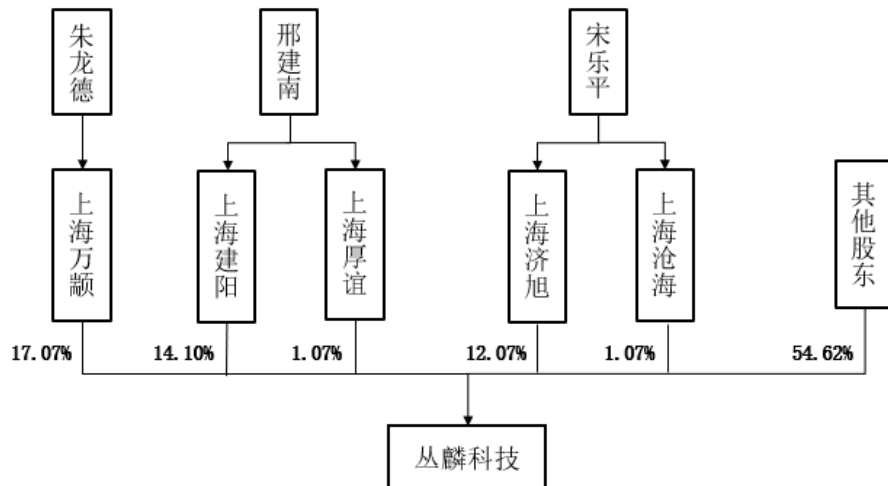 朱龙德
邢建南
宋乐平
上海万颛
上海建阳
上海厚谊
上海济旭
上海沧海
其他股东
17.07%
14.10%
1.07%
12.07%
1.07%
54.62%
丛麟科技